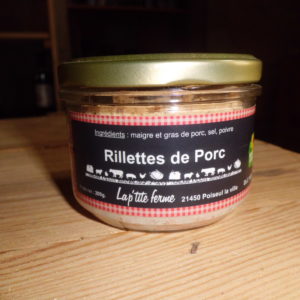 Ingrédients : maigre et gras de porc, sel, poivre
Rillettes de Porc
La p'tite ferme 21450 Poiseul la ville